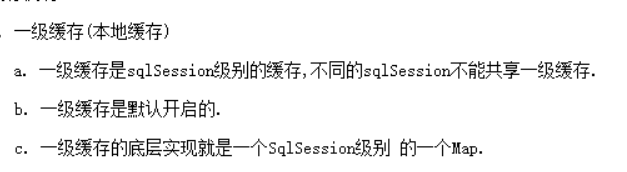 一级缓存(本地缓存)
a. 一级缓存是sqlSession级别的缓存,不同的sqlSession不能共享一级缓存.
b. 一级缓存是默认开启的.
c. 一级缓存的底层实现就是一个SqlSession级别 的一个Map.